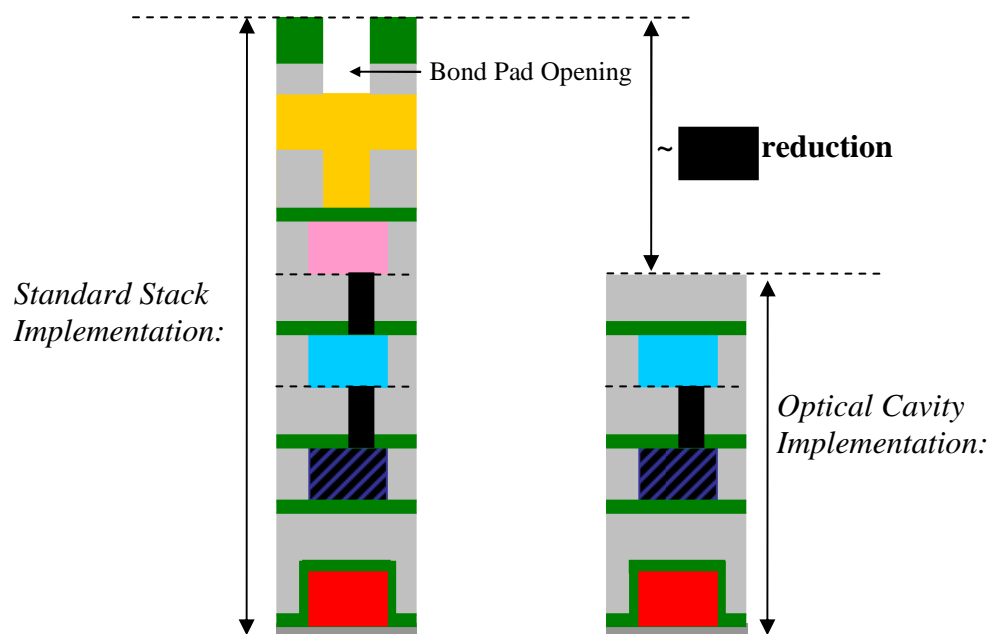 Bond Pad Opening
~ reduction
Standard Stack
Implementation:
Optical Cavity
Implementation: